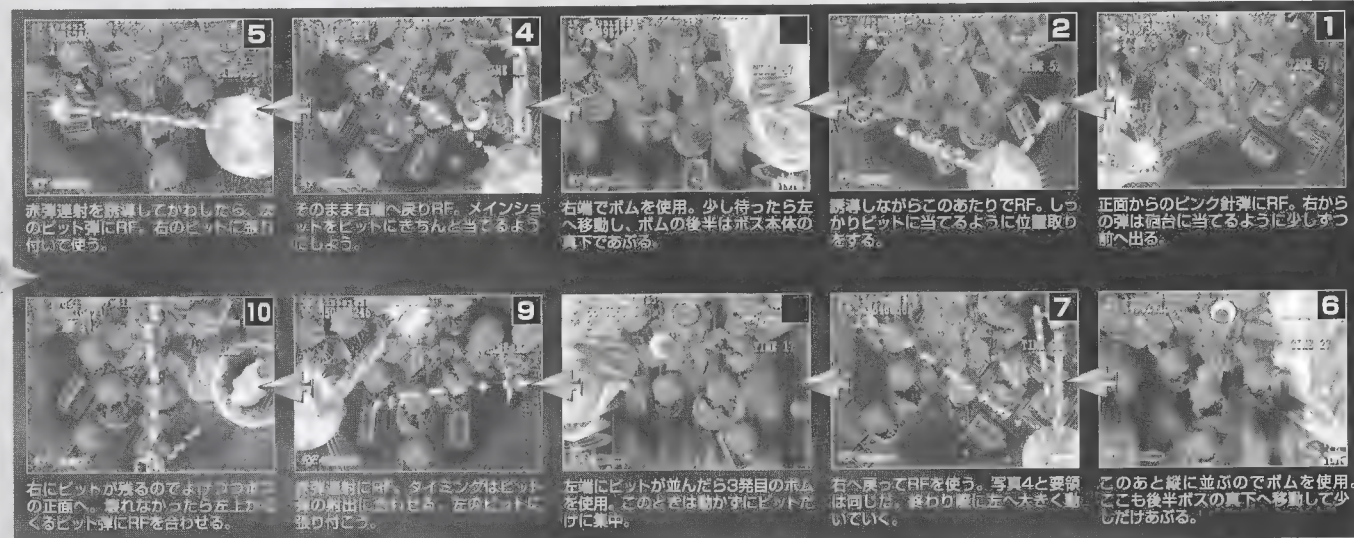 1
正面からのピンク針弾にRF。右から
の弾は砲台に当てるように少しずつ
前へ出る。
2
誘導しながらこのあたりでRF。しっ
かりビットに当てるように位置取り
をする。
右端でボムを使用。少し待ったら左
へ移動し、ボムの後半はボス本体の
真下であぶる。
4
そのまま右端へ戻りRF。メインショ
ットをビットにきちんと当てるよう
にしよう。
5
赤弾連射を誘導してかわしたら、
のビット弾にRF。右のビットに張り
付いて使う。
6
このあと縦に並ぶのでボムを使用。
ここも後半ボスの真下へ移動して少
しだけあぶる。
7
右へ戻ってRFを使う。写真4と要領
は同じだ。終わり際に左へ大きく動
いていく。
左端にビットが並んだら3発目のボム
を使用。このときは動かずにビットだ
けに集中。
9
赤弾連射にRF。タイミングはビット
弾の射出に合わせる。左のビットに
張り付こう。
10
右にビットが残るのでよけつつ
の正面へ。壊れなかったら左上から
くるビット弾にRFを合わせる。